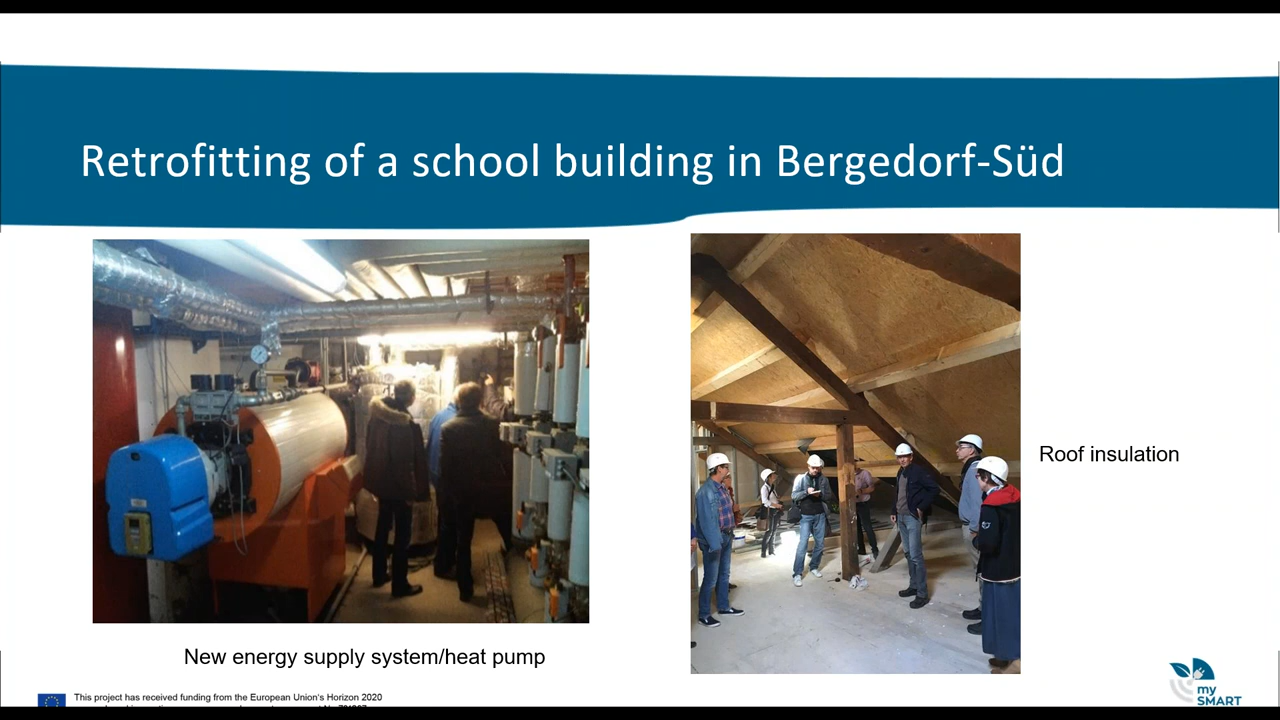 Retrofitting of a school building in Bergedorf-Süd
Roof insulation
New energy supply system/heat pump
This project has received funding from the European Union's Horizon 2020
my
SMART